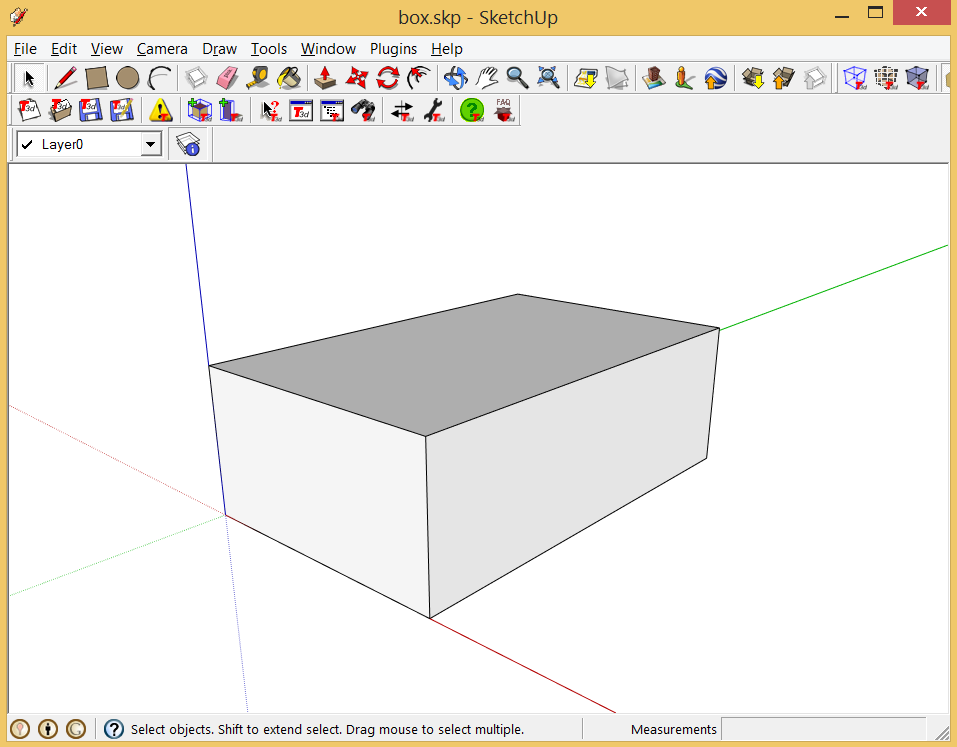 box.skp - SketchUp
File Edit View Camera Draw Tools Window Plugins Help
FAQ
T3d
Layer0
Select objects. Shift to extend select. Drag mouse to select multiple.
Measurements